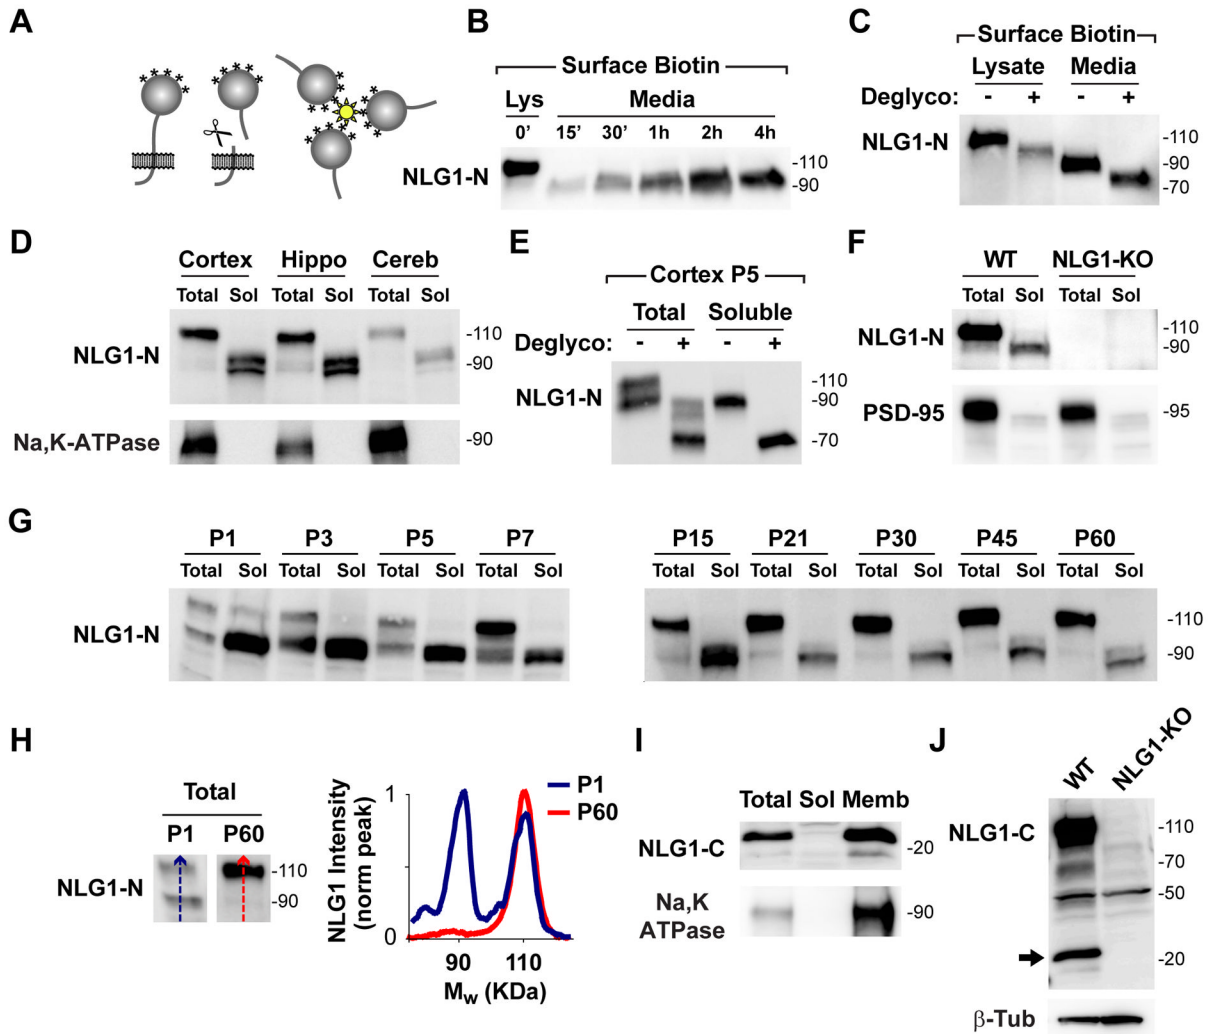 A
B
Surface Biotin
Lys Media
0' 15' 30' 1h 2h 4h
NLG1-N
-110
-90
C
Surface Biotin
Lysate Media
Deglyco: - + - +
NLG1-N
-110
-90
-70
D
Cortex Hippo Cereb
Total Sol Total Sol Total Sol
NLG1-N
-110
-90
Na,K-ATPase
-90
E
Cortex P5
Total Soluble
Deglyco: - + - +
NLG1-N
-110
-90
-70
F
WT NLG1-KO
Total Sol Total Sol
NLG1-N
-110
-90
PSD-95
-95
G
P1 P3 P5 P7 P15 P21 P30 P45 P60
Total Sol Total Sol Total Sol Total Sol Total Sol Total Sol Total Sol Total Sol Total Sol
NLG1-N
-110
-90
H
Total
P1 P60
NLG1-N
-110
-90
NLG1 Intensity
(norm peak)
1
0
P1
P60
90 110
Mw (KDa)
I
Total Sol Memb
NLG1-C
-20
Na,K
ATPase
-90
J
WT NLG1-KO
NLG1-C
-110
-70
-50
-20
β-Tub